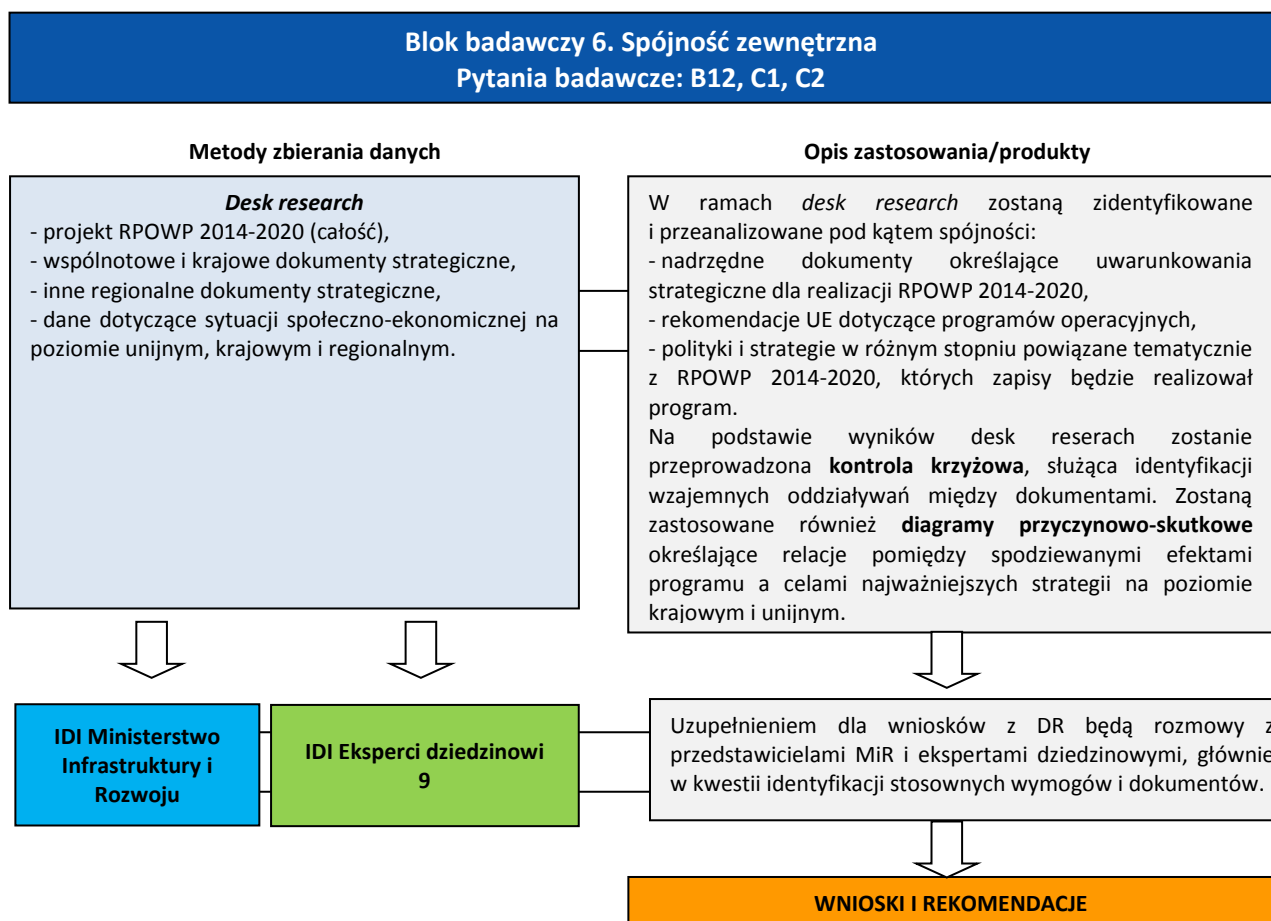 Blok badawczy 6. Spójność zewnętrzna
Pytania badawcze: B12, C1, C2
Metody zbierania danych
Desk research
- projekt RPOWP 2014-2020 (całość),
- wspólnotowe i krajowe dokumenty strategiczne,
- inne regionalne dokumenty strategiczne,
- dane dotyczące sytuacji społeczno-ekonomicznej na
poziomie unijnym, krajowym i regionalnym.
Opis zastosowania/produkty
W ramach desk research zostaną zidentyfikowane
i przeanalizowane pod kątem spójności:
- nadrzędne dokumenty określające uwarunkowania
strategiczne dla realizacji RPOWP 2014-2020,
- rekomendacje UE dotyczące programów operacyjnych,
- polityki i strategie w różnym stopniu powiązane tematycznie
z RPOWP 2014-2020, których zapisy będzie realizował
program.
Na podstawie wyników desk reserach zostanie
przeprowadzona kontrola krzyżowa, służąca identyfikacji
wzajemnych oddziaływań między dokumentami. Zostaną
zastosowane również diagramy przyczynowo-skutkowe
określające relacje pomiędzy spodziewanymi efektami
programu a celami najważniejszych strategii na poziomie
krajowym i unijnym.
IDI Ministerstwo
Infrastruktury i
Rozwoju
IDI Eksperci dziedzinowi
9
Uzupełnieniem dla wniosków z DR będą rozmowy z
przedstawicielami MiR i ekspertami dziedzinowymi, głównie
w kwestii identyfikacji stosownych wymogów i dokumentów.
WNIOSKI I REKOMENDACJE